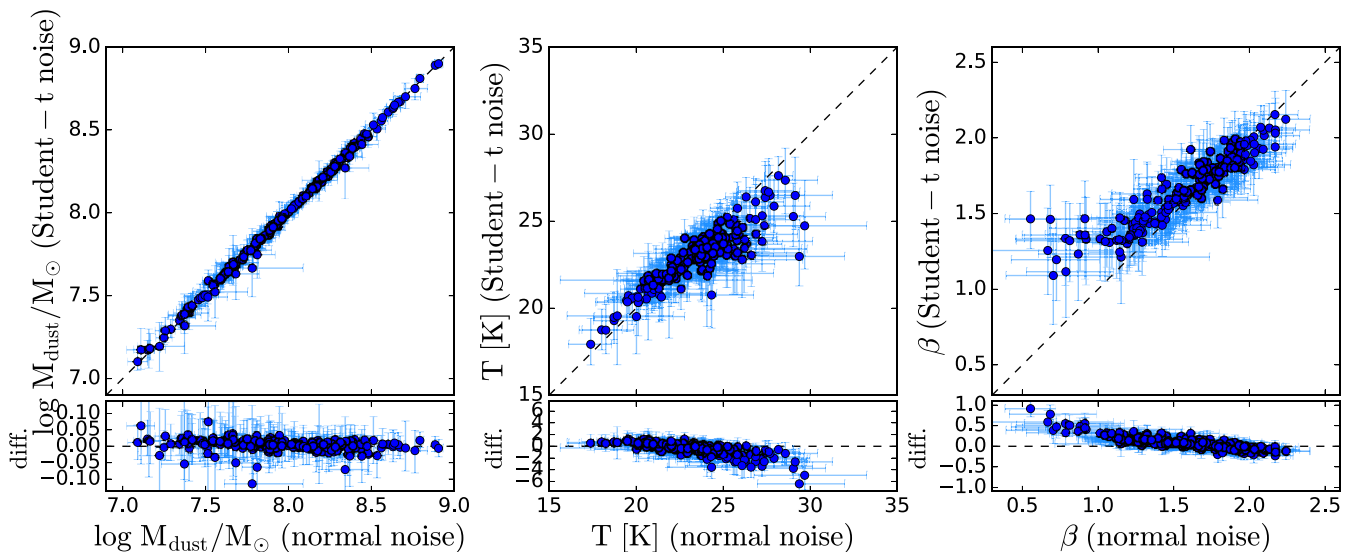 log M_dust/M_⊙ (Student − t noise)
9.0
8.5
8.0
7.5
7.0
diff.
0.10
0.05
0.00
−0.05
−0.10
7.0 7.5 8.0 8.5 9.0
log M_dust/M_⊙ (normal noise)
T [K] (Student − t noise)
35
30
25
20
15
diff.
6
4
2
0
−2
−4
−6
15 20 25 30 35
T [K] (normal noise)
β (Student − t noise)
2.5
2.0
1.5
1.0
0.5
diff.
1.0
0.5
0.0
−0.5
−1.0
0.5 1.0 1.5 2.0 2.5
β (normal noise)